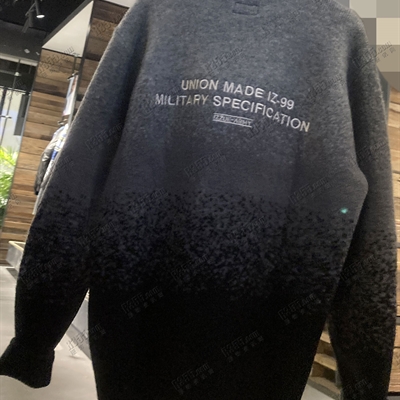 UNION MADE IZ-99
MILITARY SPECIFICATION